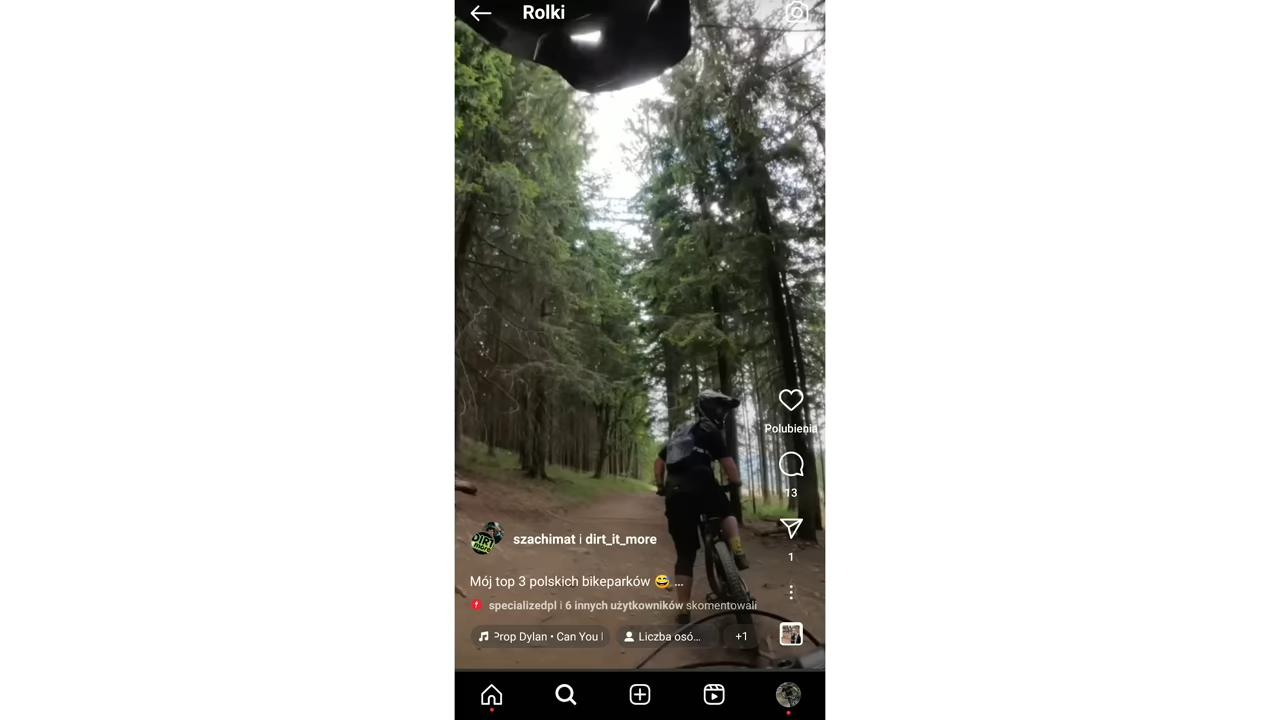 Rolki
Polubienia
13
1
szachimat i dirt_it_more
Mój top 3 polskich bikeparków 😅 ...
specializedpl i 6 innych użytkowników skomentowali
Prop Dylan • Can You
Liczba osó...
+1